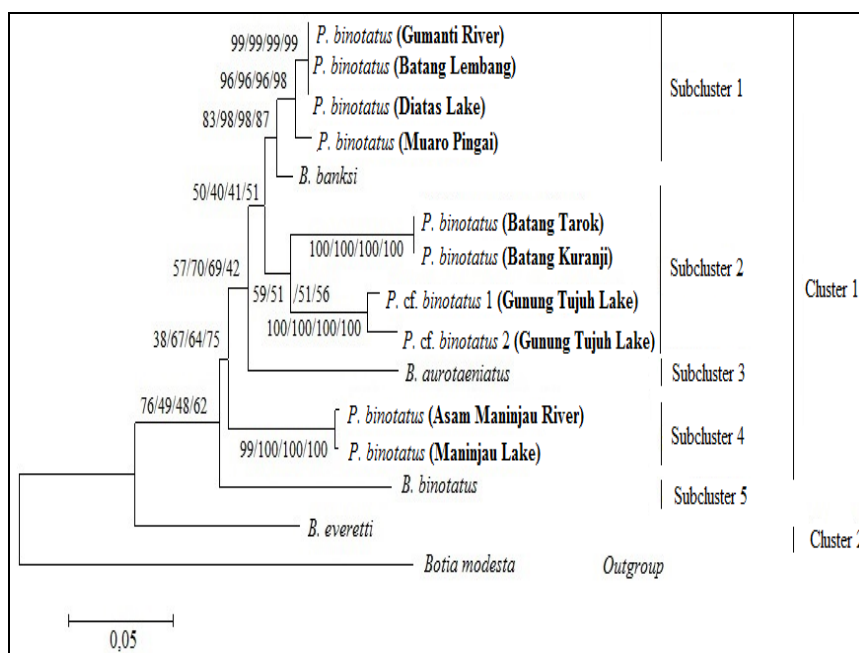 99/99/99/99
P. binotatus (Gumanti River)
P. binotatus (Batang Lembang)
96/96/96/98
P. binotatus (Diatas Lake)
Subcluster 1
83/98/98/87
P. binotatus (Muaro Pingai)
B. banksi
50/40/41/51
P. binotatus (Batang Tarok)
100/100/100/100
P. binotatus (Batang Kuranji)
Subcluster 2
57/70/69/42
59/51 /51/56
P. cf. binotatus 1 (Gunung Tujuh Lake)
Cluster 1
100/100/100/100
P. cf. binotatus 2 (Gunung Tujuh Lake)
38/67/64/75
B. aurotaeniatus
Subcluster 3
76/49/48/62
P. binotatus (Asam Maninjau River)
Subcluster 4
99/100/100/100
P. binotatus (Maninjau Lake)
B. binotatus
Subcluster 5
B. everetti
Cluster 2
Botia modesta
Outgroup
0,05